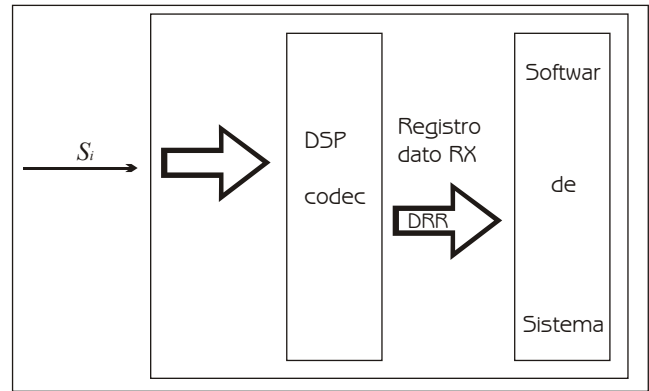 Si
DSP
codec
Registro
dato RX
DRR
Softwar
de
Sistema